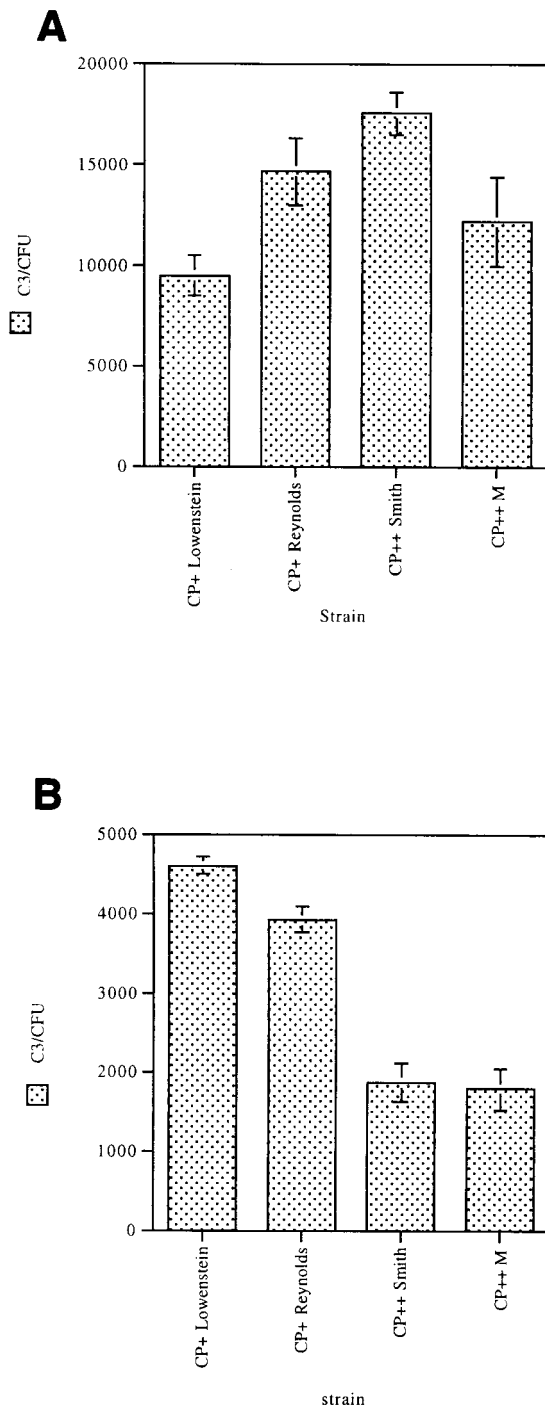 A
20000
15000
10000
5000
0
C3/CFU
CP+ Lowenstein
CP+ Reynolds
CP++ Smith
CP++ M
Strain
B
5000
4000
3000
2000
1000
0
C3/CFU
CP+ Lowenstein
CP+ Reynolds
CP++ Smith
CP++ M
strain